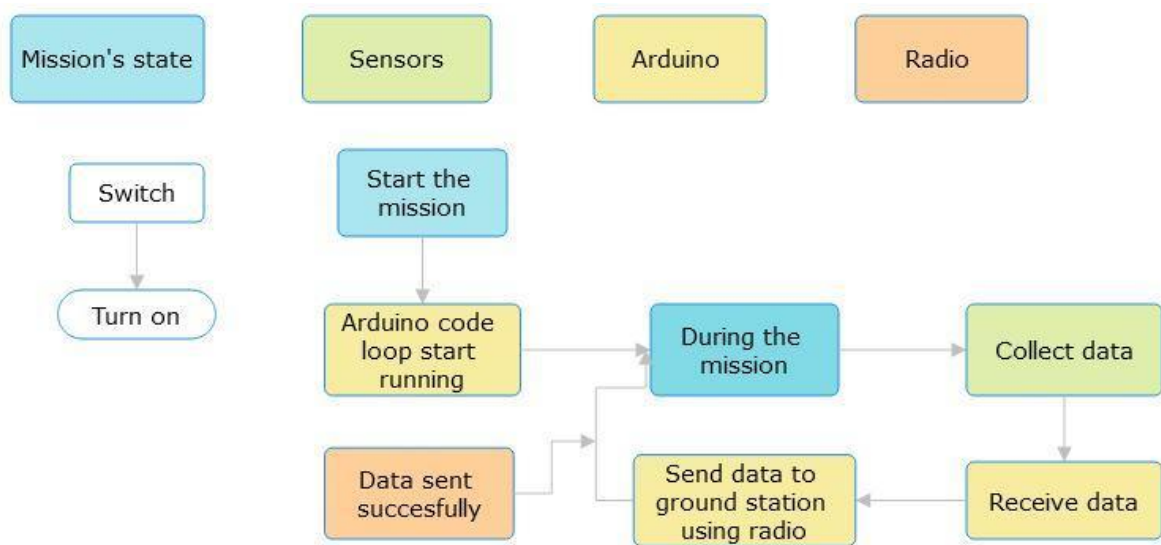 Mission's state
Sensors
Arduino
Radio
Switch
Turn on
Start the
mission
Arduino code
loop start
running
During the
mission
Collect data
Data sent
succesfully
Send data to
ground station
using radio
Receive data